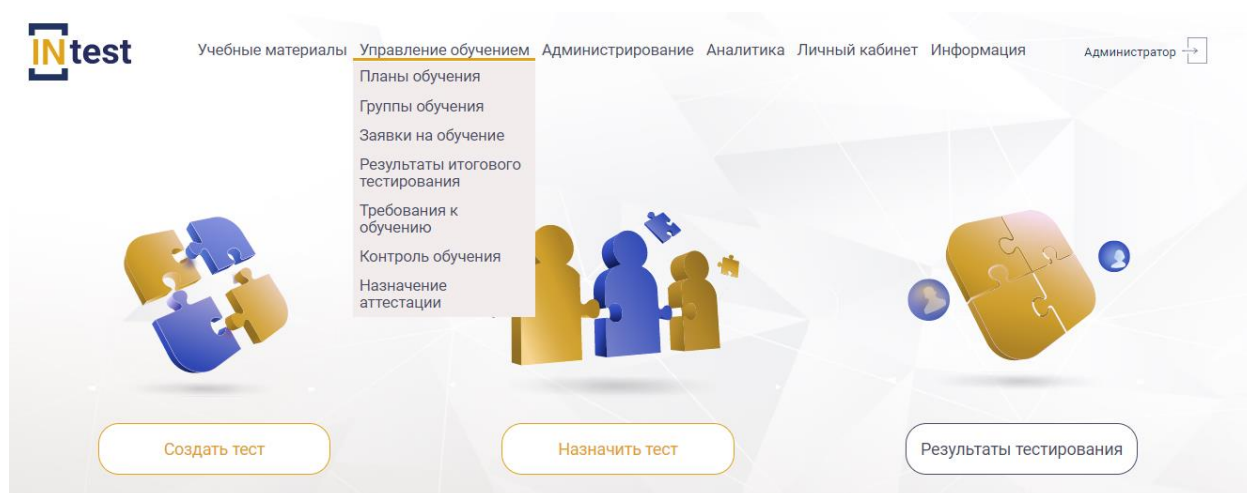 INtest
Учебные материалы Управление обучением Администрирование Аналитика Личный кабинет Информация Администратор
Планы обучения
Группы обучения
Заявки на обучение
Результаты итогового
тестирования
Требования к
обучению
Контроль обучения
Назначение
аттестации
Создать тест Назначить тест Результаты тестирования